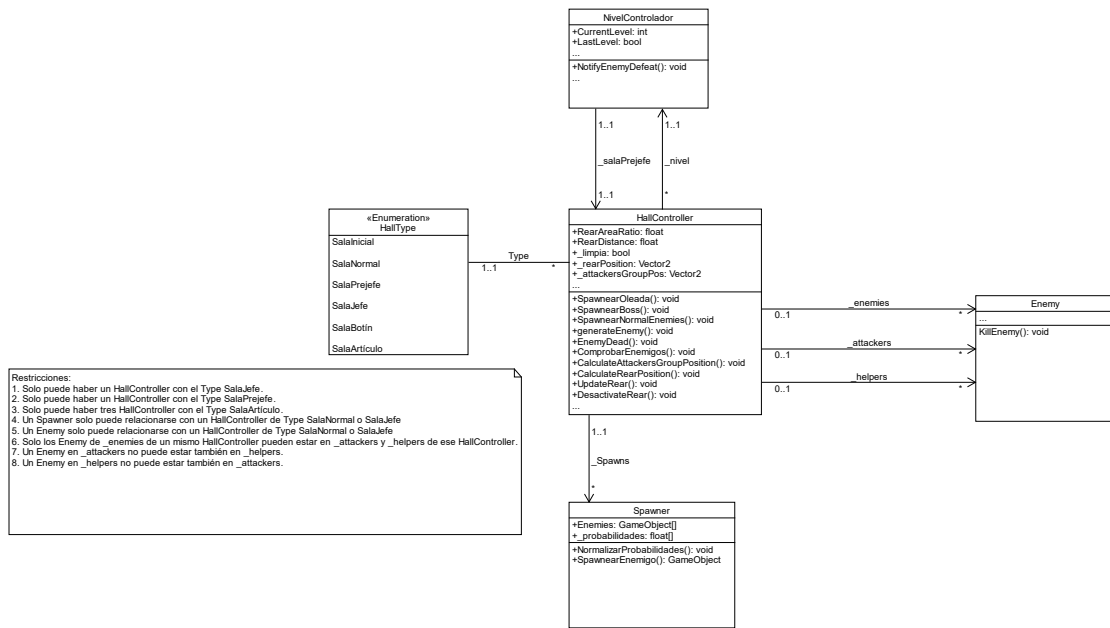 NivelControlador
+CurrentLevel: int
+LastLevel: bool
...
+NotifyEnemyDefeat(): void
...
1..1
1..1
_salaPrejefe
_nivel
1..1
*
«Enumeration»
HallType
SalaInicial
SalaNormal
SalaPrejefe
SalaJefe
SalaBotín
SalaArtículo
Type
1..1
*
HallController
+RearAreaRatio: float
+RearDistance: float
+_limpia: bool
+_rearPosition: Vector2
+_attackersGroupPos: Vector2
...
+SpawnearOleada(): void
+SpawnearBoss(): void
+SpawnearNormalEnemies(): void
+generateEnemy(): void
+EnemyDead(): void
+ComprobarEnemigos(): void
+CalculateAttackersGroupPosition(): void
+CalculateRearPosition(): void
+UpdateRear(): void
+DesactivateRear(): void
...
_enemies
0..1
*
_attackers
0..1
*
_helpers
0..1
*
Enemy
...
KillEnemy(): void
Restricciones:
1. Solo puede haber un HallController con el Type SalaJefe.
2. Solo puede haber un HallController con el Type SalaPrejefe.
3. Solo puede haber tres HallController con el Type SalaArtículo.
4. Un Spawner solo puede relacionarse con un HallController de Type SalaNormal o SalaJefe
5. Un Enemy solo puede relacionarse con un HallController de Type SalaNormal o SalaJefe
6. Solo los Enemy de _enemies de un mismo HallController pueden estar en _attackers y _helpers de ese HallController.
7. Un Enemy en _attackers no puede estar también en _helpers.
8. Un Enemy en _helpers no puede estar también en _attackers.
1..1
_Spawns
*
Spawner
+Enemies: GameObject[]
+_probabilidades: float[]
+NormalizarProbabilidades(): void
+SpawnearEnemigo(): GameObject